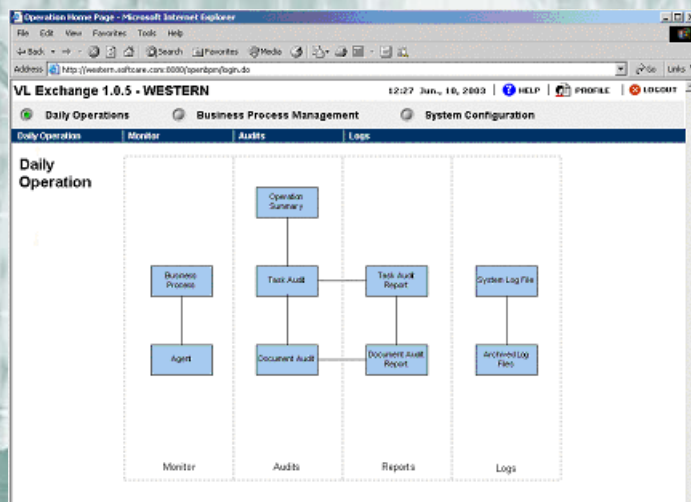 Operation Home Page - Microsoft Internet Explorer
File Edit View Favorites Tools Help
Back Search Favorites Media
Address http://western.softcare.com:8080/openbpm/login.do Go Links
VL Exchange 1.0.5 - WESTERN 12:27 Jun., 10, 2003 | HELP | PROFILE | LOGOUT
Daily Operations Business Process Management System Configuration
Daily Operation Monitor Audits Logs
Daily
Operation
Operation
Summary
Business
Process
Task Audit
Task Audit
Report
System Log File
Agent
Document Audit
Document Audit
Report
Archived Log
Files
Monitor Audits Reports Logs